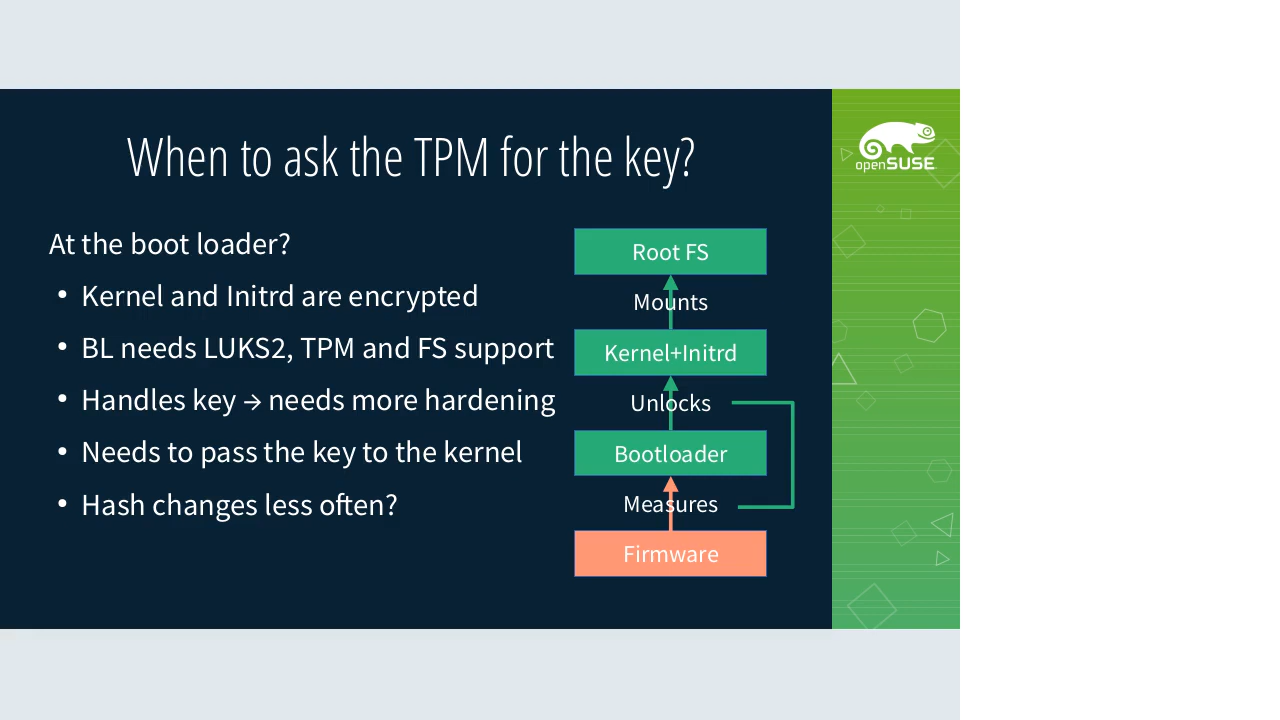 When to ask the TPM for the key?
openSUSE
At the boot loader?
• Kernel and Initrd are encrypted
• BL needs LUKS2, TPM and FS support
• Handles key → needs more hardening
• Needs to pass the key to the kernel
• Hash changes less often?
Root FS
Mounts
Kernel+Initrd
Unlocks
Bootloader
Measures
Firmware